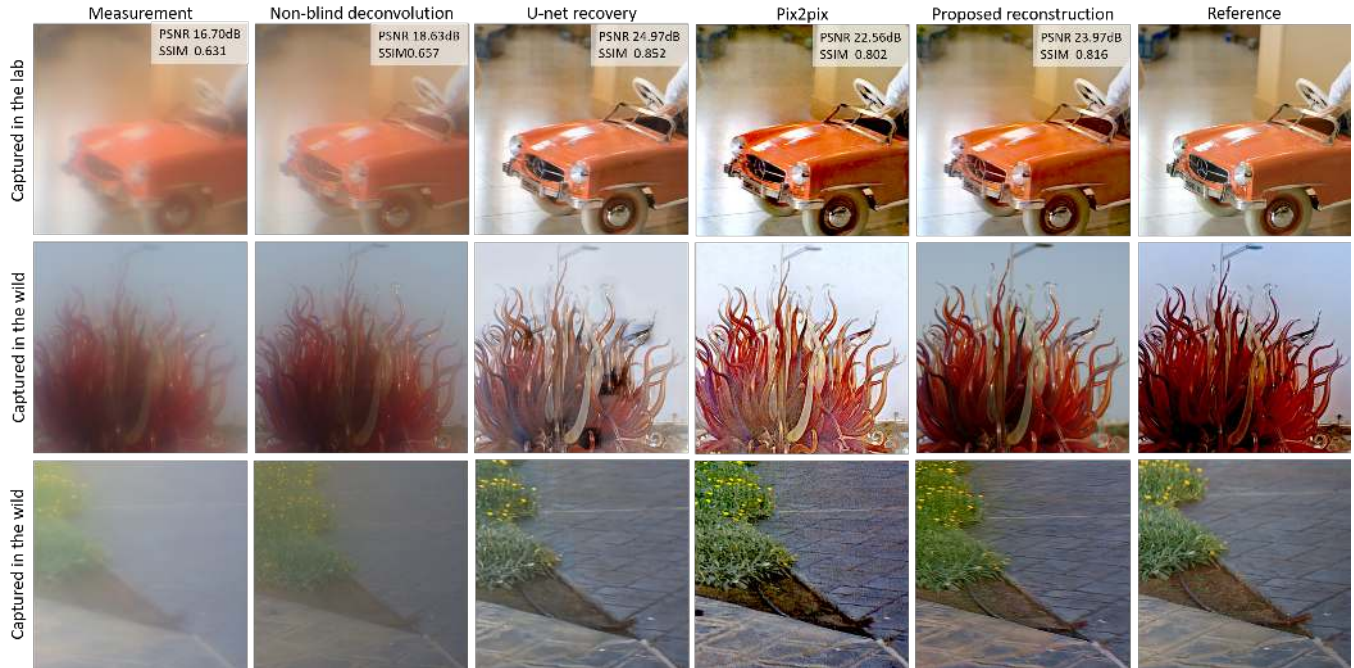 Measurement
Non-blind deconvolution
U-net recovery
Pix2pix
Proposed reconstruction
Reference
Captured in the lab
PSNR 16.70dB
SSIM 0.631
PSNR 18.63dB
SSIM0.657
PSNR 24.97dB
SSIM 0.852
PSNR 22.56dB
SSIM 0.802
PSNR 23.97dB
SSIM 0.816
Captured in the wild
Captured in the wild